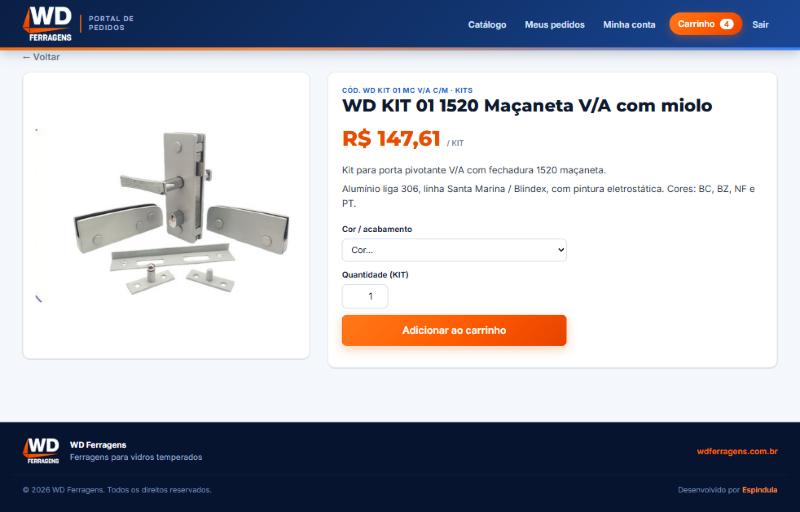 WD
FERRAGENS
PORTAL DE
PEDIDOS
Catálogo
Meus pedidos
Minha conta
Carrinho 4
Sair
← Voltar
CÓD. WD KIT 01 MC V/A C/M · KITS
WD KIT 01 1520 Maçaneta V/A com miolo
R$ 147,61 / KIT
Kit para porta pivotante V/A com fechadura 1520 maçaneta.
Alumínio liga 306, linha Santa Marina / Blindex, com pintura eletrostática. Cores: BC, BZ, NF e
PT.
Cor / acabamento
Cor...
Quantidade (KIT)
1
Adicionar ao carrinho
WD
FERRAGENS
WD Ferragens
Ferragens para vidros temperados
wdferragens.com.br
© 2026 WD Ferragens. Todos os direitos reservados.
Desenvolvido por Espindula